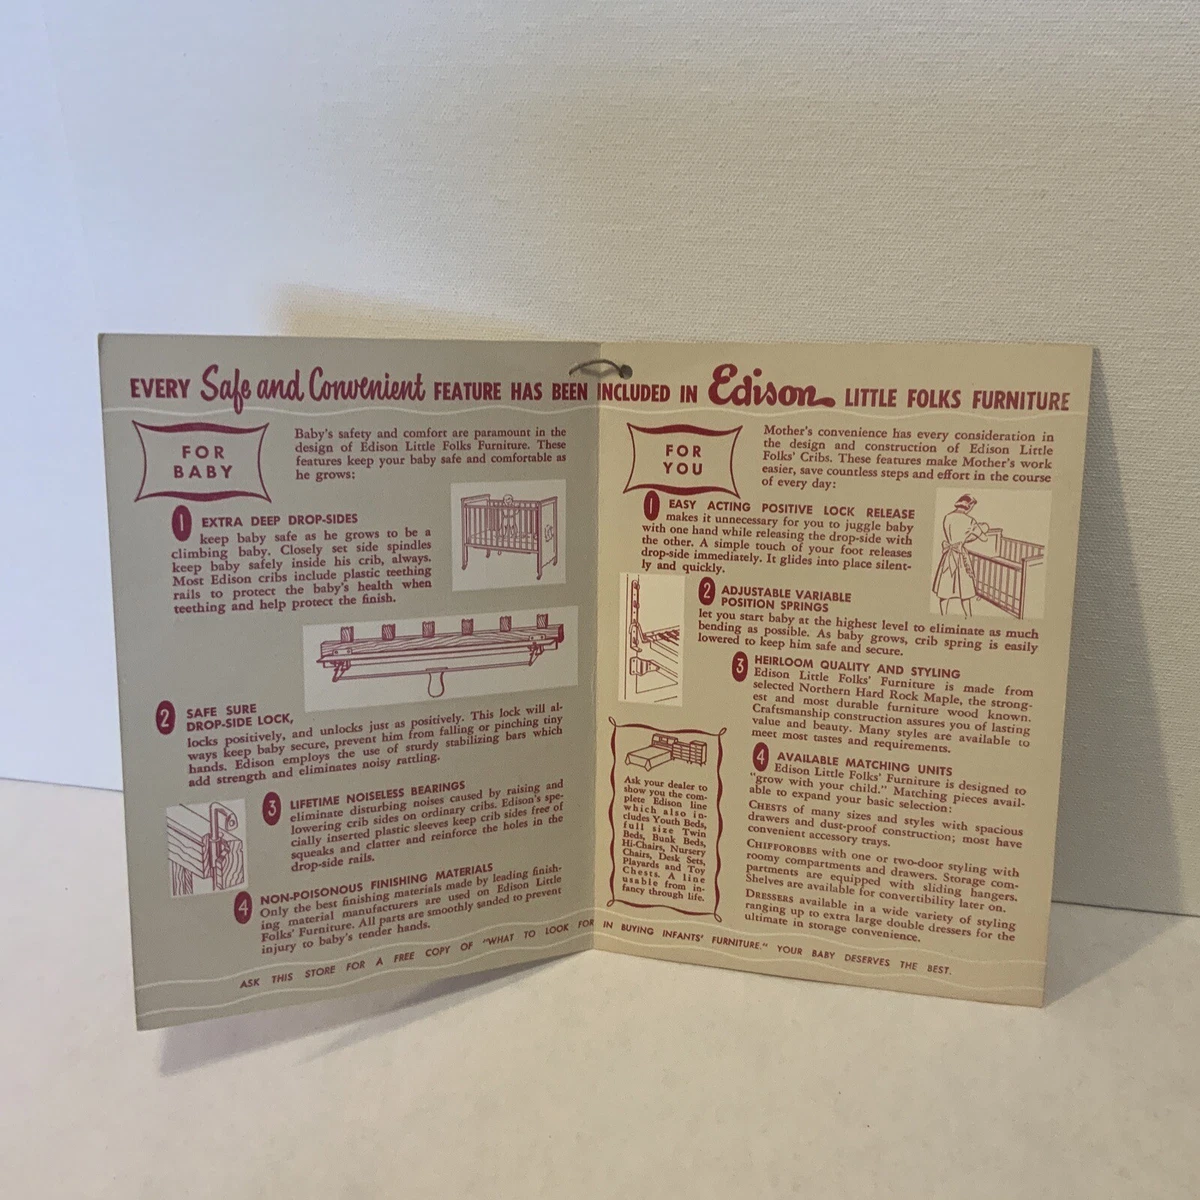 EVERY Safe and Convenient FEATURE HAS BEEN INCLUDED IN Edison LITTLE FOLKS FURNITURE
FOR
BABY
Baby's safety and comfort are paramount in the
design of Edison Little Folks Furniture. These
features keep your baby safe and comfortable as
he grows:
1 EXTRA DEEP DROP-SIDES
keep baby safe as he grows to be a
climbing baby. Closely set side spindles
keep baby safely inside his crib, always.
Most Edison cribs include plastic teething
rails to protect the baby's health when
teething and help protect the finish.
2 SAFE SURE
DROP-SIDE LOCK,
locks positively, and unlocks just as positively. This lock will al-
ways keep baby secure, prevent him from falling or pinching tiny
hands. Edison employs the use of sturdy stabilizing bars which
add strength and eliminates noisy rattling.
3 LIFETIME NOISELESS BEARINGS
eliminate disturbing noises caused by raising and
lowering crib sides on ordinary cribs. Edison's spe-
cially inserted plastic sleeves keep crib sides free of
squeaks and clatter and reinforce the holes in the
drop-side rails.
4 NON-POISONOUS FINISHING MATERIALS
Only the best finishing materials made by leading finish-
ing material manufacturers are used on Edison Little
Folks' Furniture. All parts are smoothly sanded to prevent
injury to baby's tender hands.
FOR
YOU
Mother's convenience has every consideration in
the design and construction of Edison Little
Folks' Cribs. These features make Mother's work
easier, save countless steps and effort in the course
of every day:
1 EASY ACTING POSITIVE LOCK RELEASE
makes it unnecessary for you to juggle baby
with one hand while releasing the drop-side with
the other. A simple touch of your foot releases
drop-side immediately. It glides into place silent-
ly and quickly.
2 ADJUSTABLE VARIABLE
POSITION SPRINGS
let you start baby at the highest level to eliminate as much
bending as possible. As baby grows, crib spring is easily
lowered to keep him safe and secure.
3 HEIRLOOM QUALITY AND STYLING
Edison Little Folks' Furniture is made from
selected Northern Hard Rock Maple, the strong-
est and most durable furniture wood known.
Craftsmanship construction assures you of lasting
value and beauty. Many styles are available to
meet most tastes and requirements.
4 AVAILABLE MATCHING UNITS
Edison Little Folks' Furniture is designed to
"grow with your child." Matching pieces avail-
able to expand your basic selection:
CHESTS of many sizes and styles with spacious
drawers and dust-proof construction; most have
convenient accessory trays.
CHIFFOROBES with one or two-door styling with
roomy compartments and drawers. Storage com-
partments are equipped with sliding hangers.
Shelves are available for convertibility later on.
DRESSERS available in a wide variety of styling
ranging up to extra large double dressers for the
ultimate in storage convenience.
Ask your dealer to
show you the com-
plete Edison line
which also in-
cludes Youth Beds,
full size Twin
Beds, Bunk Beds,
Hi-Chairs, Nursery
Chairs, Desk Sets,
Playards and Toy
Chests. A line
usable from in-
fancy through life.
ASK THIS STORE FOR A FREE COPY OF "WHAT TO LOOK FOR IN BUYING INFANTS' FURNITURE." YOUR BABY DESERVES THE BEST.